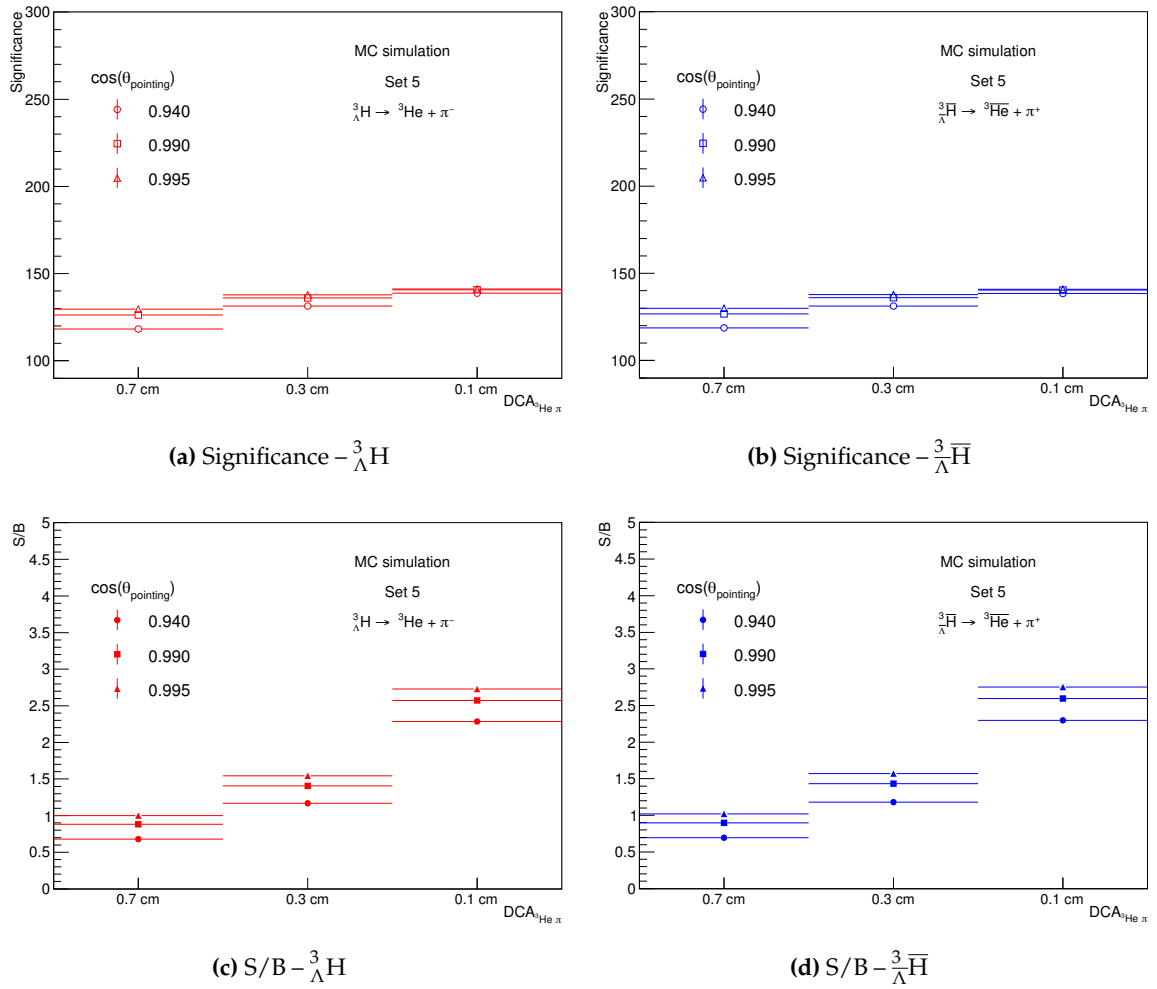 300
250
200
150
100
Significance
MC simulation
Set 5
³ΛH → ³He + π⁻
cos(θpointing)
0.940
0.990
0.995
0.7 cm
0.3 cm
0.1 cm
DCA³He π
(a) Significance – ³ΛH
300
250
200
150
100
Significance
MC simulation
Set 5
³Λ̅H̅ → ³H̅e̅ + π⁺
cos(θpointing)
0.940
0.990
0.995
0.7 cm
0.3 cm
0.1 cm
DCA³He π
(b) Significance – ³Λ̅H̅
5
4.5
4
3.5
3
2.5
2
1.5
1
0.5
0
S/B
MC simulation
Set 5
³ΛH → ³He + π⁻
cos(θpointing)
0.940
0.990
0.995
0.7 cm
0.3 cm
0.1 cm
DCA³He π
(c) S/B – ³ΛH
5
4.5
4
3.5
3
2.5
2
1.5
1
0.5
0
S/B
MC simulation
Set 5
³Λ̅H̅ → ³H̅e̅ + π⁺
cos(θpointing)
0.940
0.990
0.995
0.7 cm
0.3 cm
0.1 cm
DCA³He π
(d) S/B – ³Λ̅H̅